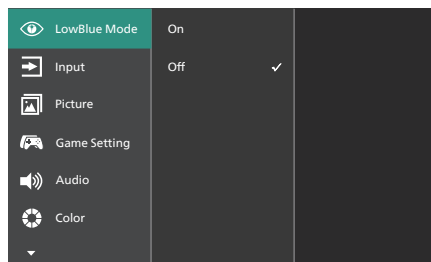 LowBlue Mode
On
Input
Off
Picture
Game Setting
Audio
Color